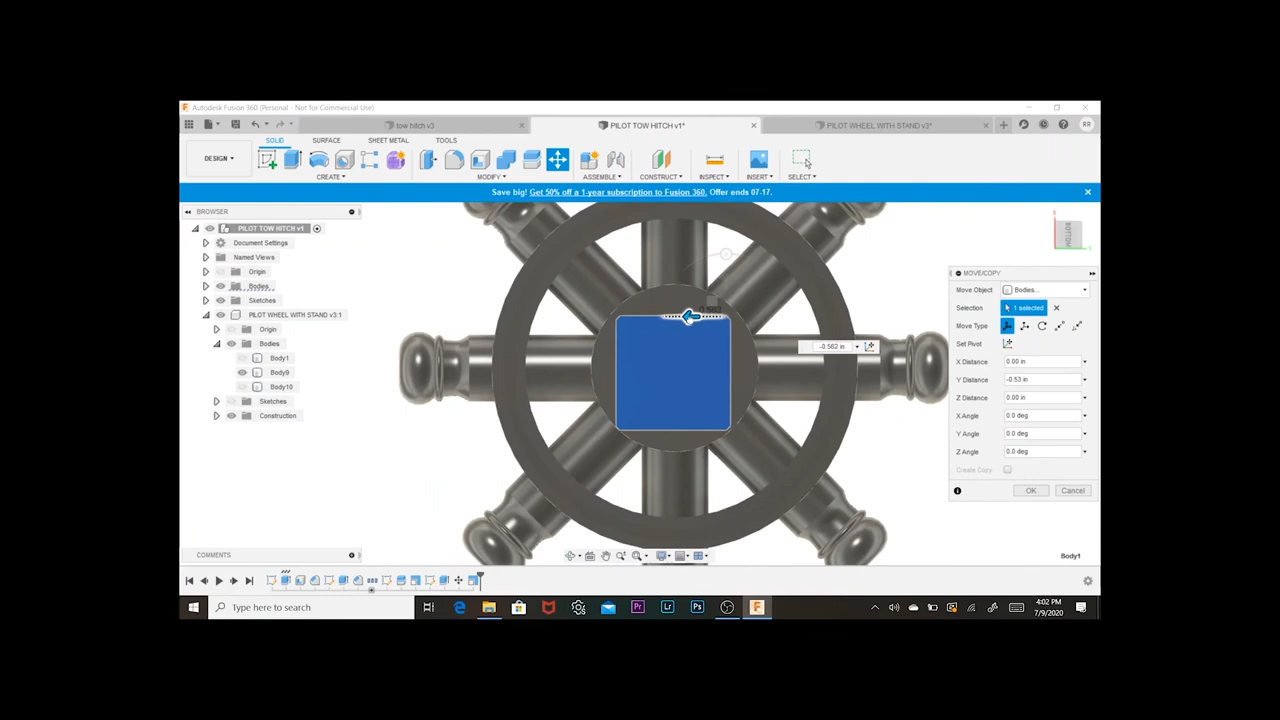 Autodesk Fusion 360 (Personal - Not for Commercial Use)
tow hitch v3
PILOT TOW HITCH v1*
PILOT WHEEL WITH STAND v3*
RR
SOLID
SURFACE
SHEET METAL
TOOLS
DESIGN
CREATE
MODIFY
ASSEMBLE
CONSTRUCT
INSPECT
INSERT
SELECT
Save big! Get 50% off a 1-year subscription to Fusion 360. Offer ends 07-17.
BROWSER
PILOT TOW HITCH v1
Document Settings
Named Views
Origin
Bodies
Sketches
PILOT WHEEL WITH STAND v3:1
Origin
Bodies
Body1
Body9
Body10
Sketches
Construction
BOTTOM
-0.562 in
MOVE/COPY
Move Object
Bodies...
Selection
1 selected
Move Type
Set Pivot
X Distance
0.00 in
Y Distance
-0.53 in
Z Distance
0.00 in
X Angle
0.0 deg
Y Angle
0.0 deg
Z Angle
0.0 deg
Create Copy
OK
Cancel
Body1
COMMENTS
Type here to search
Pr
Lr
Ps
4:02 PM
7/9/2020